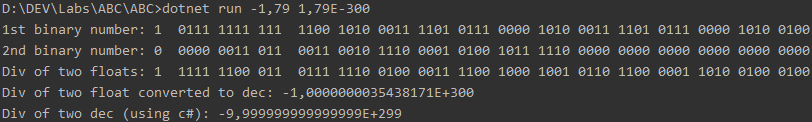 D:\DEV\Labs\ABC\ABC>dotnet run -1,79 1,79E-300
1st binary number: 1  0111 1111 111  1100 1010 0011 1101 0111 0000 1010 0011 1101 0111 0000 1010 0100
2nd binary number: 0  0000 0011 011  0011 0010 1110 0001 0100 1011 1110 0000 0000 0000 0000 0000 0000
Div of two floats: 1  1111 1100 011  0111 1110 0100 0011 1100 1000 1001 0110 1100 0001 1010 0100 0100
Div of two float converted to dec: -1,0000000035438171E+300
Div of two dec (using c#): -9,999999999999999E+299